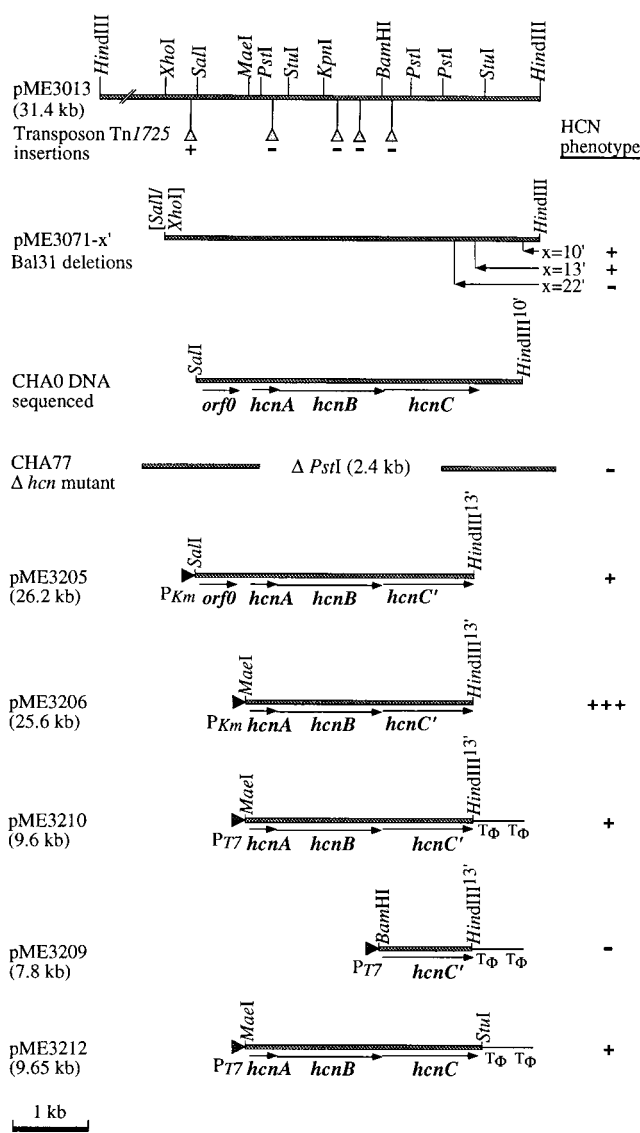 HindIII XhoI SalI MaeI PstI StuI KpnI BamHI PstI PstI StuI HindIII
pME3013
(31.4 kb)
Transposon Tn1725
insertions
+ - - - -
HCN
phenotype
[SalI/
XhoI]
HindIII
pME3071-x'
Bal31 deletions
x=10' +
x=13' +
x=22' -
SalI HindIII10'
CHA0 DNA
sequenced
orf0 hcnA hcnB hcnC
CHA77
Δ hcn mutant
Δ PstI (2.4 kb) -
SalI HindIII13'
pME3205
(26.2 kb)
PKm orf0 hcnA hcnB hcnC' +
MaeI HindIII13'
pME3206
(25.6 kb)
PKm hcnA hcnB hcnC' +++
MaeI HindIII13'
pME3210
(9.6 kb)
PT7 hcnA hcnB hcnC' TΦ TΦ +
BamHI HindIII13'
pME3209
(7.8 kb)
PT7 hcnC' TΦ TΦ -
MaeI StuI
pME3212
(9.65 kb)
PT7 hcnA hcnB hcnC TΦ TΦ +
1 kb